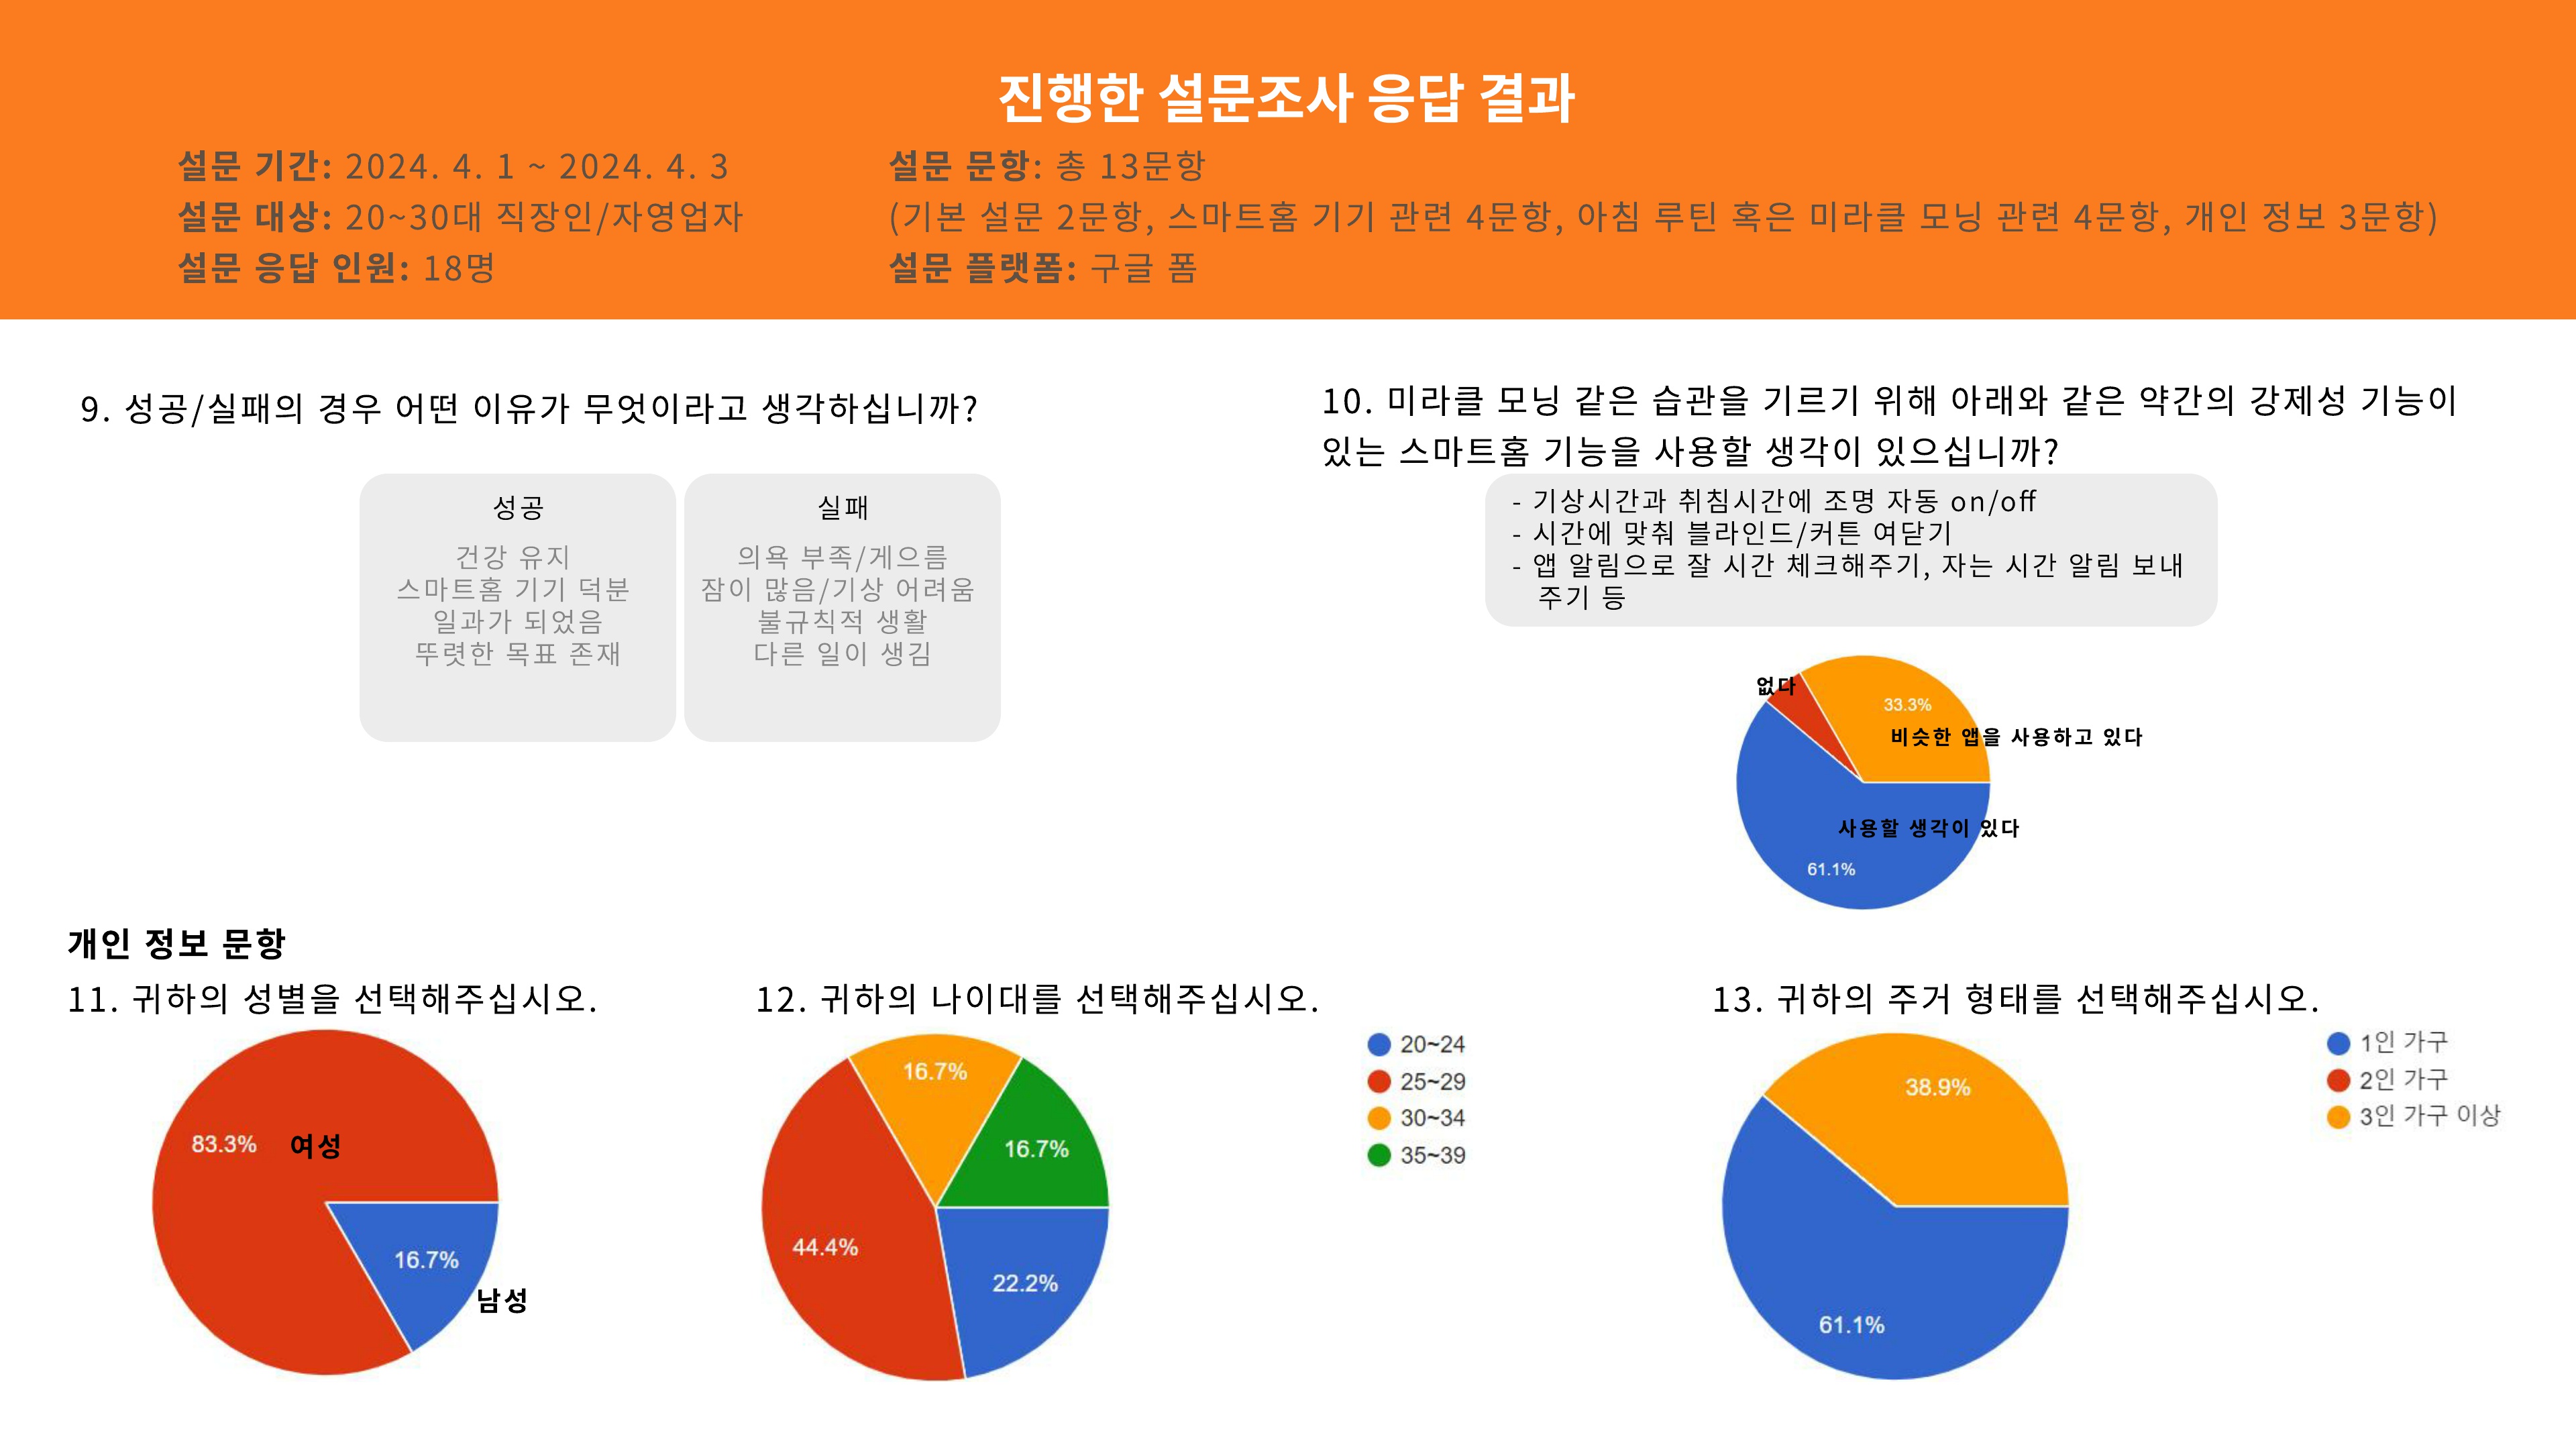 진행한 설문조사 응답 결과
설문 기간: 2024. 4. 1 ~ 2024. 4. 3
설문 대상: 20~30대 직장인/자영업자
설문 응답 인원: 18명
설문 문항: 총 13문항
(기본 설문 2문항, 스마트홈 기기 관련 4문항, 아침 루틴 혹은 미라클 모닝 관련 4문항, 개인 정보 3문항)
설문 플랫폼: 구글 폼
9. 성공/실패의 경우 어떤 이유가 무엇이라고 생각하십니까?
성공
건강 유지
스마트홈 기기 덕분
일과가 되었음
뚜렷한 목표 존재
실패
의욕 부족/게으름
잠이 많음/기상 어려움
불규칙적 생활
다른 일이 생김
10. 미라클 모닝 같은 습관을 기르기 위해 아래와 같은 약간의 강제성 기능이
있는 스마트홈 기능을 사용할 생각이 있으십니까?
- 기상시간과 취침시간에 조명 자동 on/off
- 시간에 맞춰 블라인드/커튼 여닫기
- 앱 알림으로 잘 시간 체크해주기, 자는 시간 알림 보내
주기 등
없다
33.3%
비슷한 앱을 사용하고 있다
사용할 생각이 있다
61.1%
개인 정보 문항
11. 귀하의 성별을 선택해주십시오.
83.3%
여성
16.7%
남성
12. 귀하의 나이대를 선택해주십시오.
16.7%
16.7%
44.4%
22.2%
20~24
25~29
30~34
35~39
13. 귀하의 주거 형태를 선택해주십시오.
38.9%
61.1%
1인 가구
2인 가구
3인 가구 이상